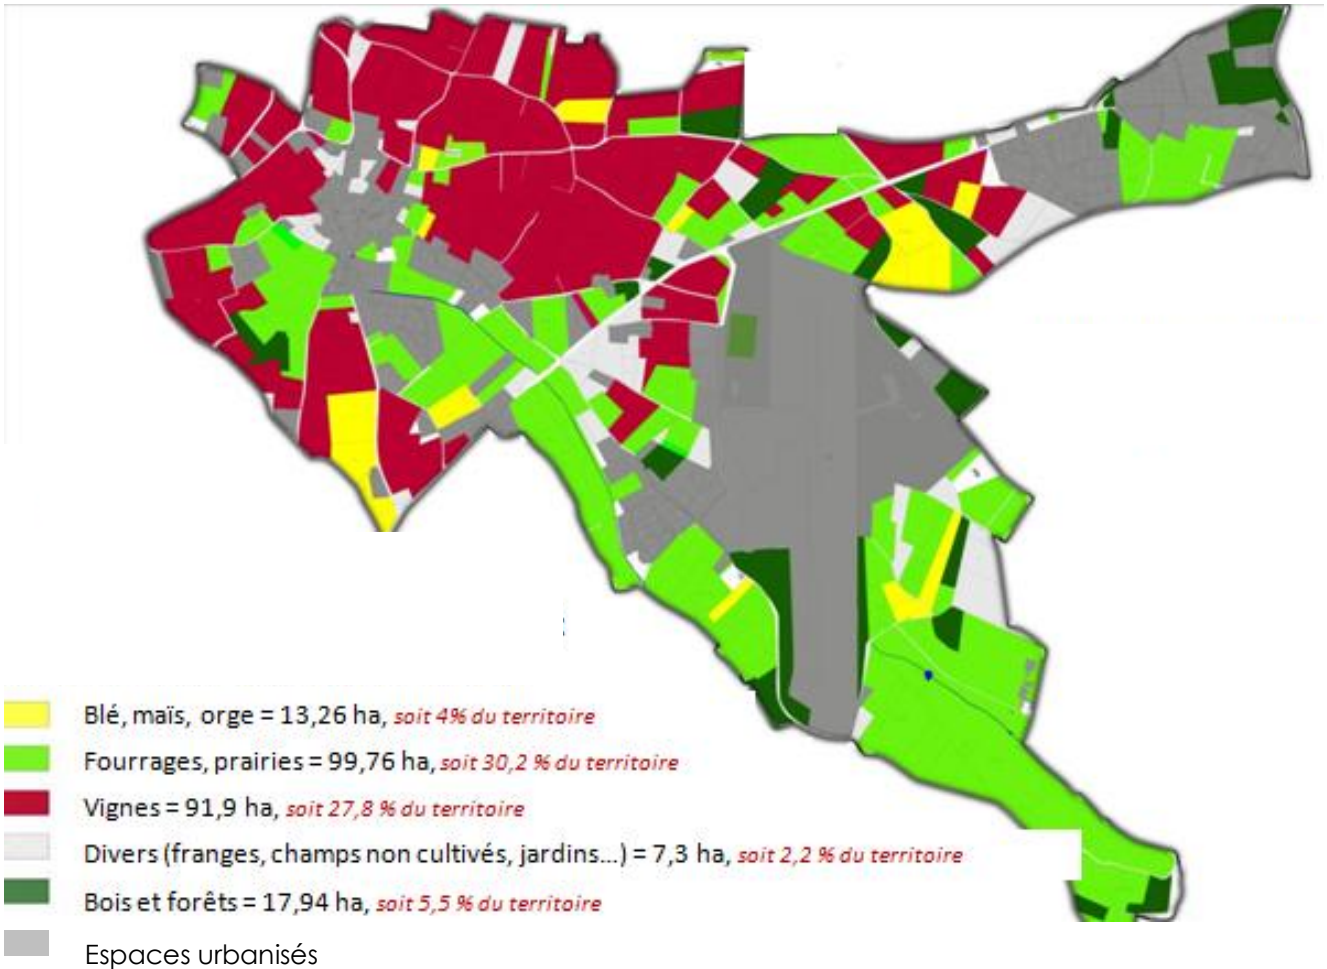 Blé, maïs, orge = 13,26 ha, soit 4% du territoire
Fourrages, prairies = 99,76 ha, soit 30,2 % du territoire
Vignes = 91,9 ha, soit 27,8 % du territoire
Divers (franges, champs non cultivés, jardins...) = 7,3 ha, soit 2,2 % du territoire
Bois et forêts = 17,94 ha, soit 5,5 % du territoire
Espaces urbanisés